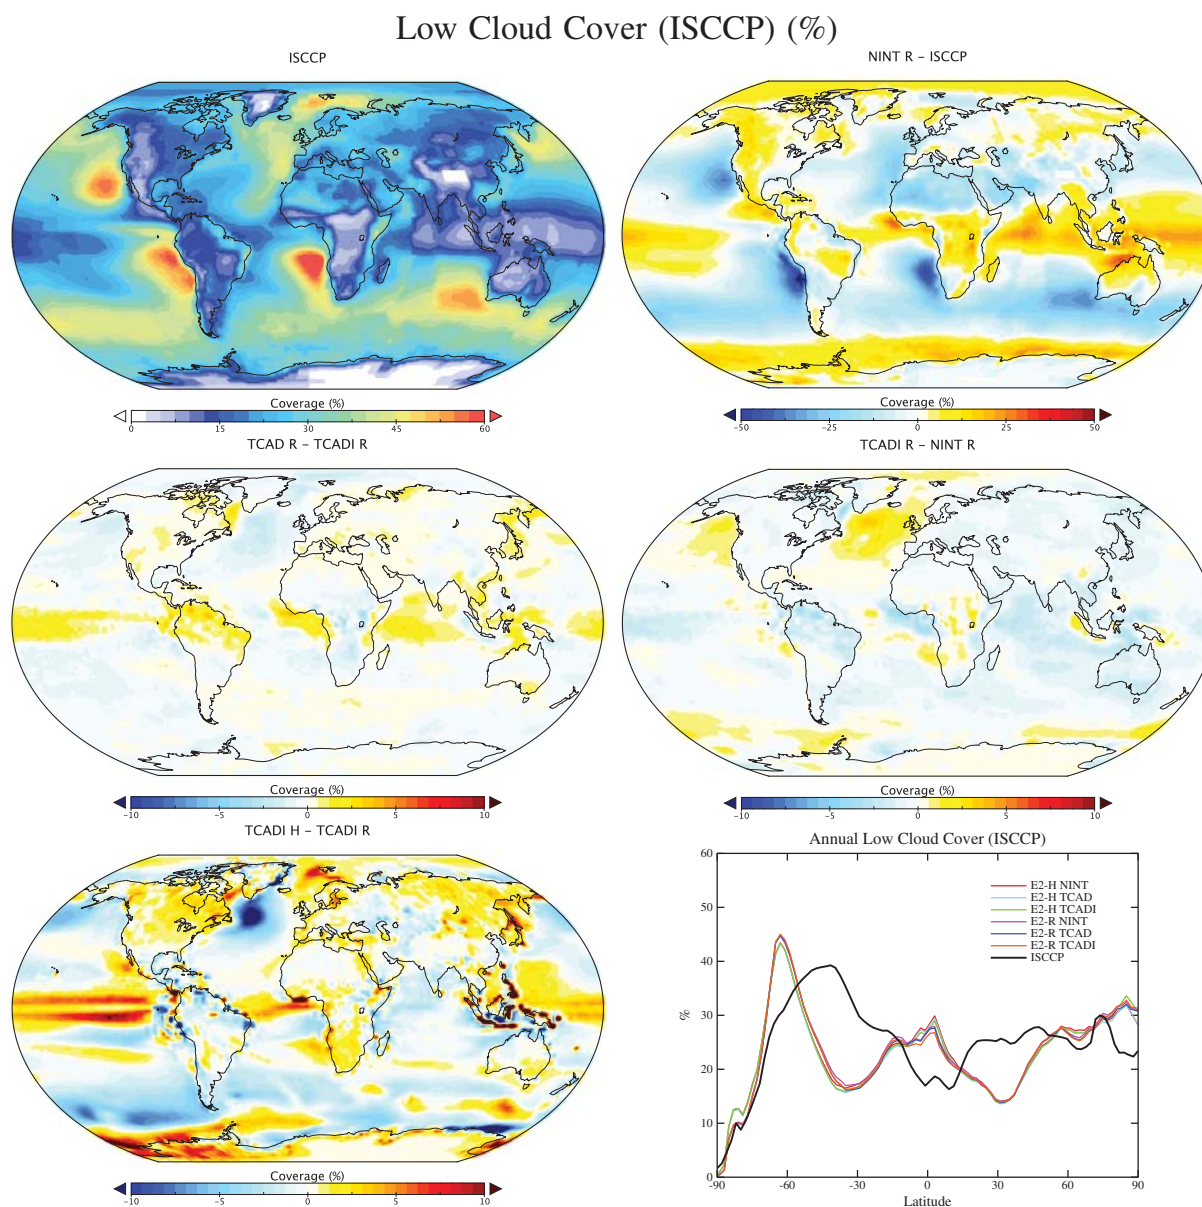 Low Cloud Cover (ISCCP) (%)
ISCCP
NINT R – ISCCP
Coverage (%)
0 15 30 45 60
Coverage (%)
−50 −25 0 25 50
TCAD R – TCADI R
TCADI R – NINT R
Coverage (%)
−10 −5 0 5 10
Coverage (%)
−10 −5 0 5 10
TCADI H – TCADI R
Coverage (%)
−10 −5 0 5 10
Annual Low Cloud Cover (ISCCP)
60
50
40
30
20
10
0
%
E2-H NINT
E2-H TCAD
E2-H TCADI
E2-R NINT
E2-R TCAD
E2-R TCADI
ISCCP
-90 -60 -30 0 30 60 90
Latitude